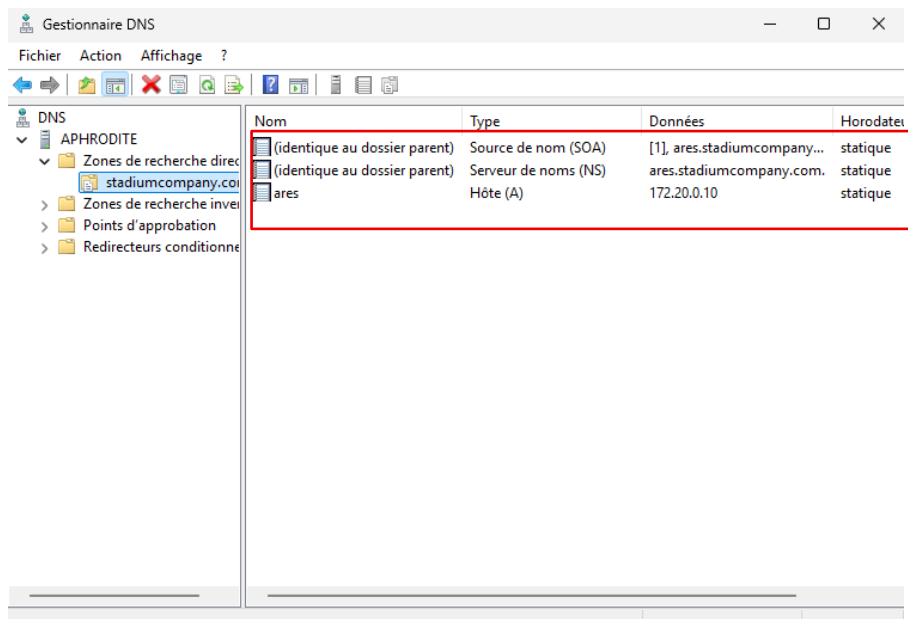 Gestionnaire DNS
Fichier Action Affichage ?
DNS
APHRODITE
Zones de recherche direc
stadiumcompany.co
Zones de recherche inve
Points d'approbation
Redirecteurs conditionne
Nom Type Données Horodateu
(identique au dossier parent) Source de nom (SOA) [1], ares.stadiumcompany... statique
(identique au dossier parent) Serveur de noms (NS) ares.stadiumcompany.com. statique
ares Hôte (A) 172.20.0.10 statique